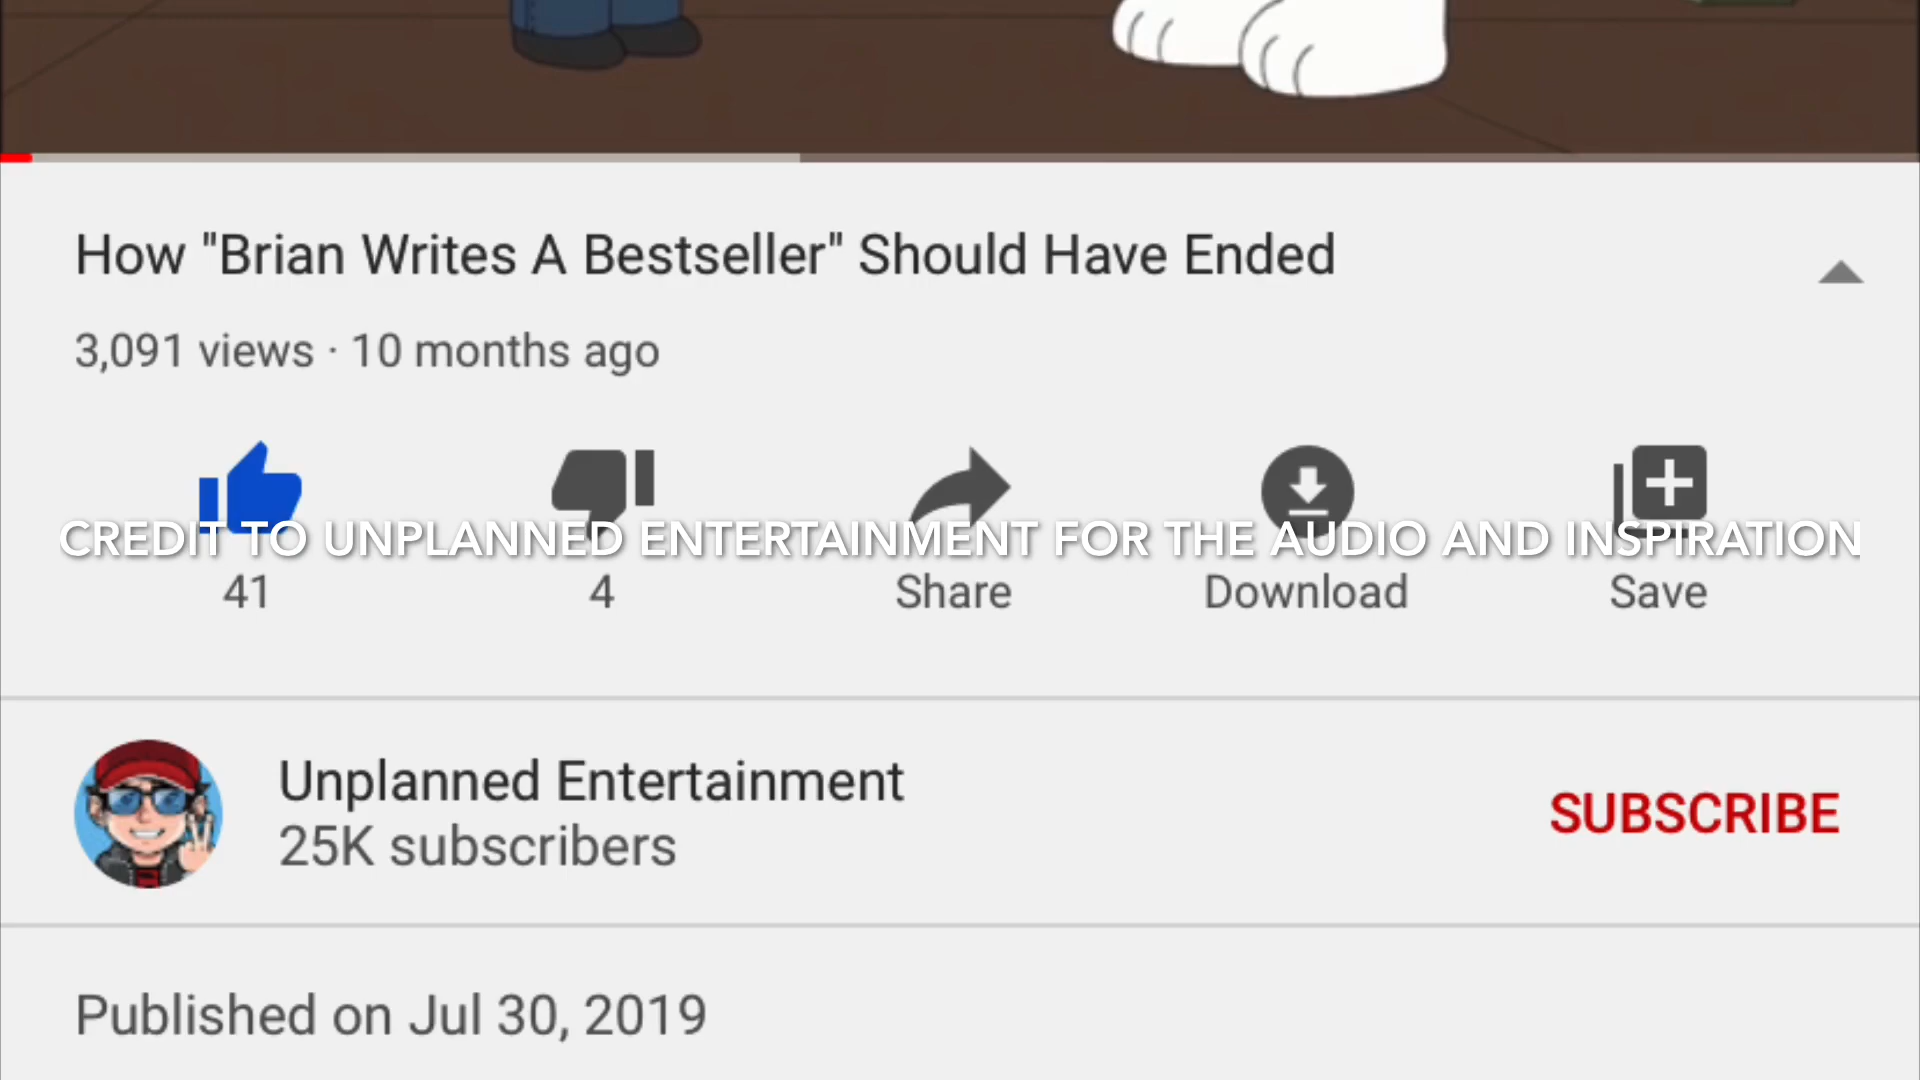 How "Brian Writes A Bestseller" Should Have Ended
3,091 views · 10 months ago
CREDIT TO UNPLANNED ENTERTAINMENT FOR THE AUDIO AND INSPIRATION
41
4
Share
Download
Save
Unplanned Entertainment
25K subscribers
SUBSCRIBE
Published on Jul 30, 2019